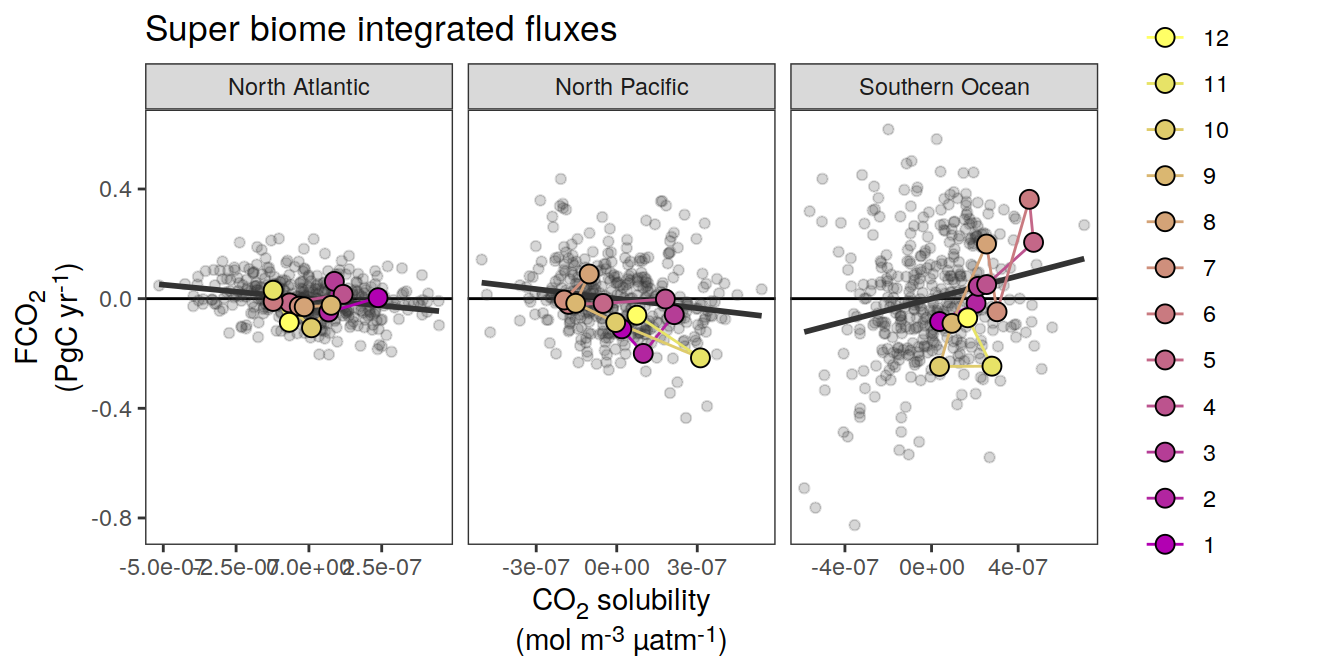 Super biome integrated fluxes
North Atlantic
North Pacific
Southern Ocean
FCO2
(PgC yr-1)
0.4
0.0
-0.4
-0.8
-5.0e-07 -2.5e-07 0.0e+00 2.5e-07
-3e-07 0e+00 3e-07
-4e-07 0e+00 4e-07
CO2 solubility
(mol m-3 µatm-1)
12
11
10
9
8
7
6
5
4
3
2
1